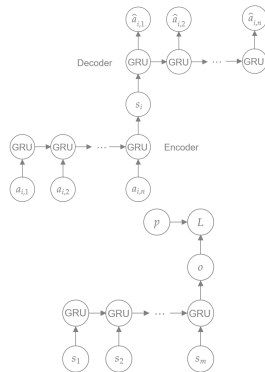 â_{i,1} â_{i,2} â_{i,n}
Decoder GRU GRU ... GRU
s_i
GRU GRU ... GRU Encoder
a_{i,1} a_{i,2} a_{i,n}
p L
o
GRU GRU ... GRU
s_1 s_2 s_m